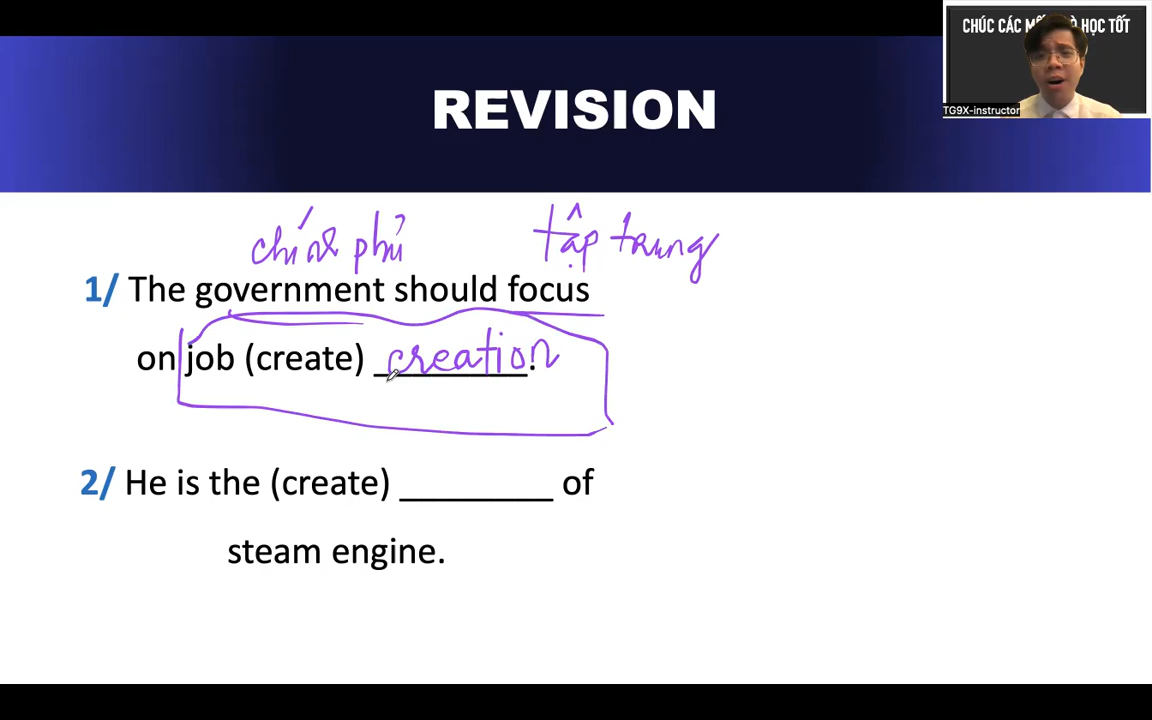 CHÚC CÁC HỌC TỐT
TG9X-instructor
REVISION
chính phủ tập trung
1/ The government should focus
on job (create) creation.
2/ He is the (create) _________ of
steam engine.